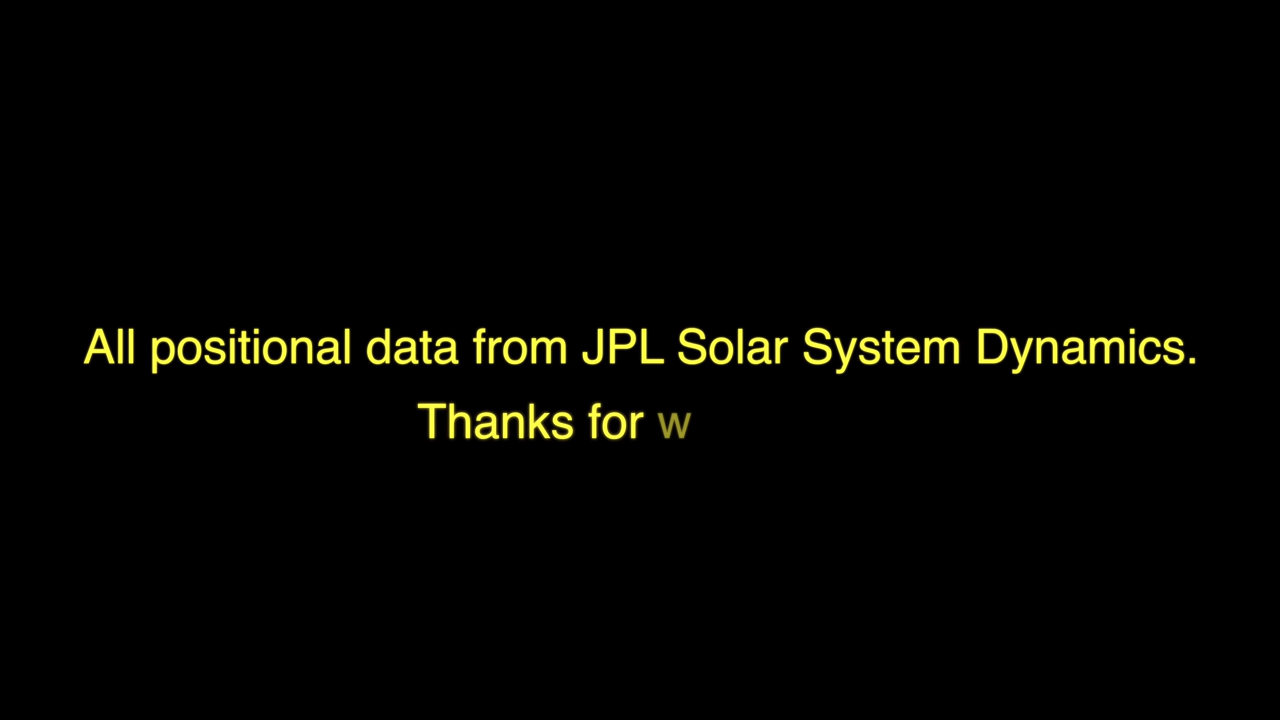 All positional data from JPL Solar System Dynamics.
Thanks for w